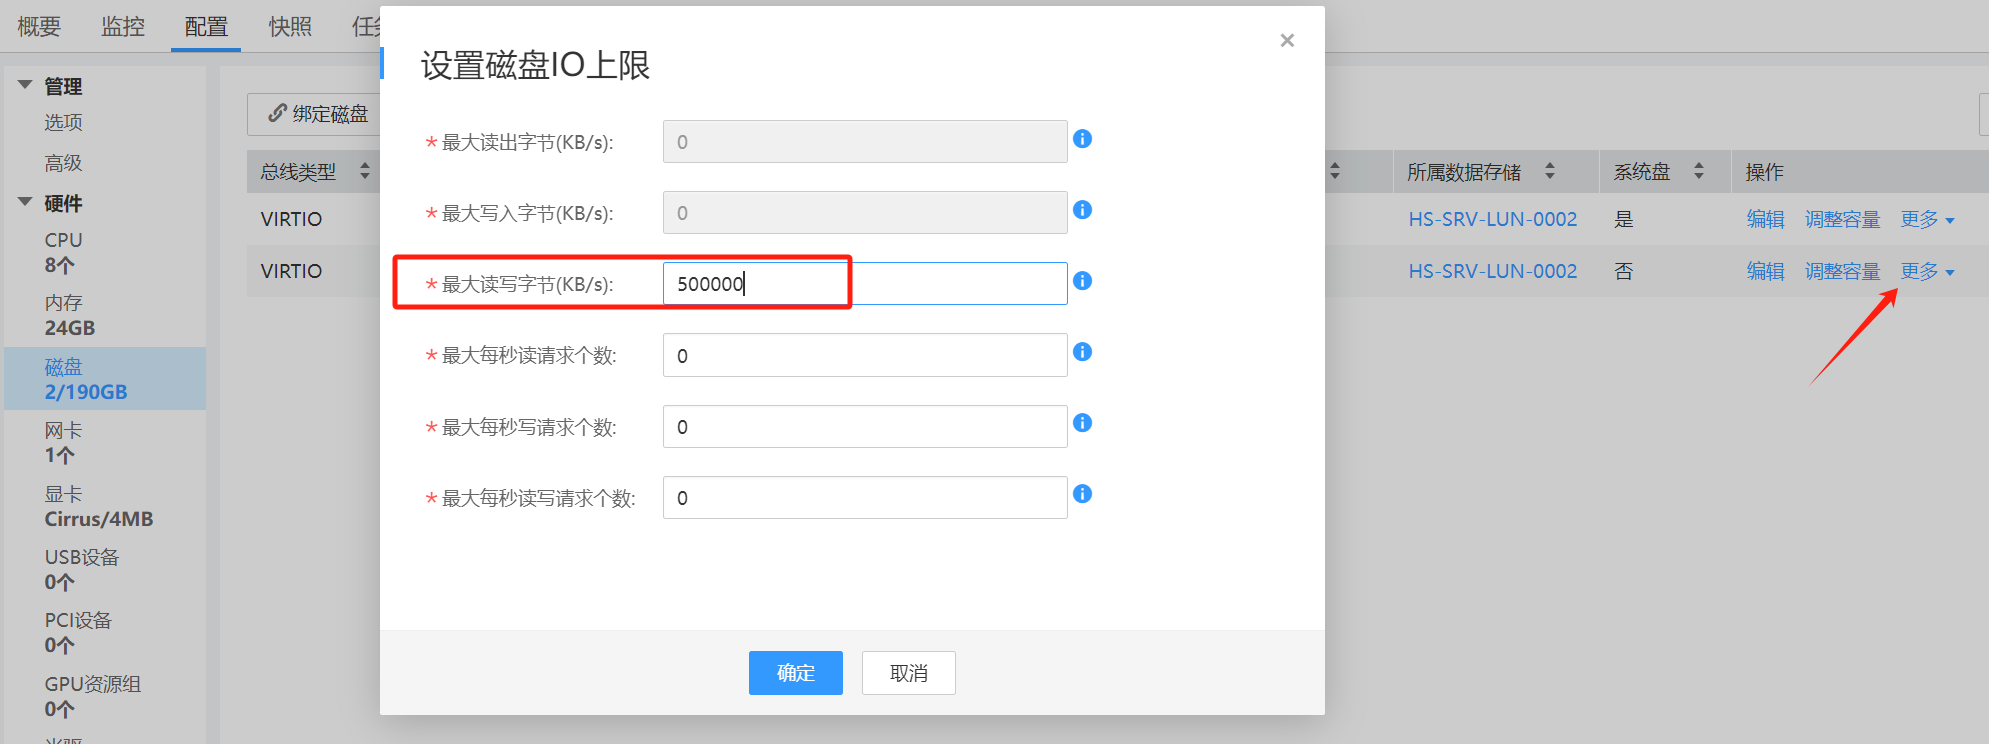 概要 监控 配置 快照 任务
管理
选项
高级
硬件
CPU
8个
内存
24GB
磁盘
2/190GB
网卡
1个
显卡
Cirrus/4MB
USB设备
0个
PCI设备
0个
GPU资源组
0个
绑定磁盘
总线类型 所属数据存储 系统盘 操作
VIRTIO HS-SRV-LUN-0002 是 编辑 调整容量 更多
VIRTIO HS-SRV-LUN-0002 否 编辑 调整容量 更多
设置磁盘IO上限
×
* 最大读出字节(KB/s): 0
* 最大写入字节(KB/s): 0
* 最大读写字节(KB/s): 500000
* 最大每秒读请求个数: 0
* 最大每秒写请求个数: 0
* 最大每秒读写请求个数: 0
确定 取消